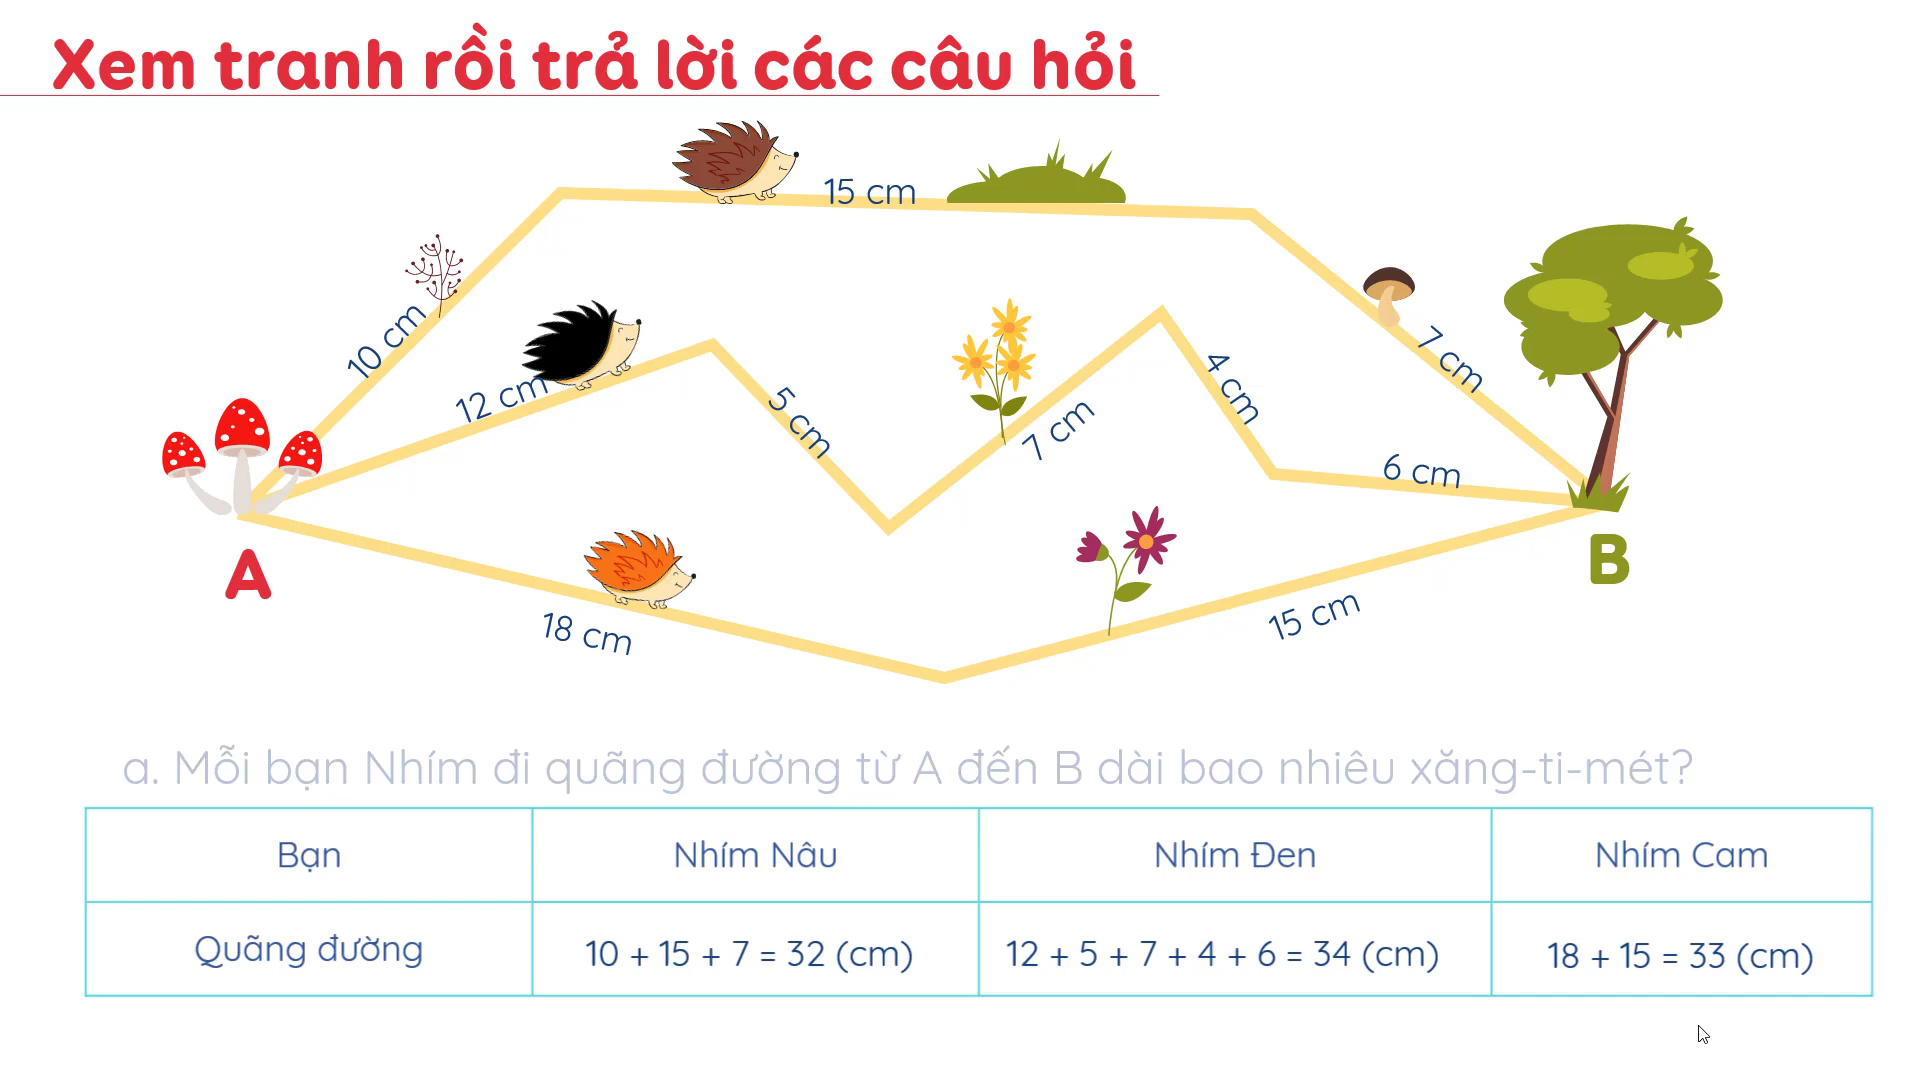 Xem tranh rồi trả lời các câu hỏi
15 cm
10 cm
12 cm
5 cm
7 cm
4 cm
7 cm
6 cm
A
B
18 cm
15 cm
a. Mỗi bạn Nhím đi quãng đường từ A đến B dài bao nhiêu xăng-ti-mét?
Bạn
Nhím Nâu
Nhím Đen
Nhím Cam
Quãng đường
10 + 15 + 7 = 32 (cm)
12 + 5 + 7 + 4 + 6 = 34 (cm)
18 + 15 = 33 (cm)